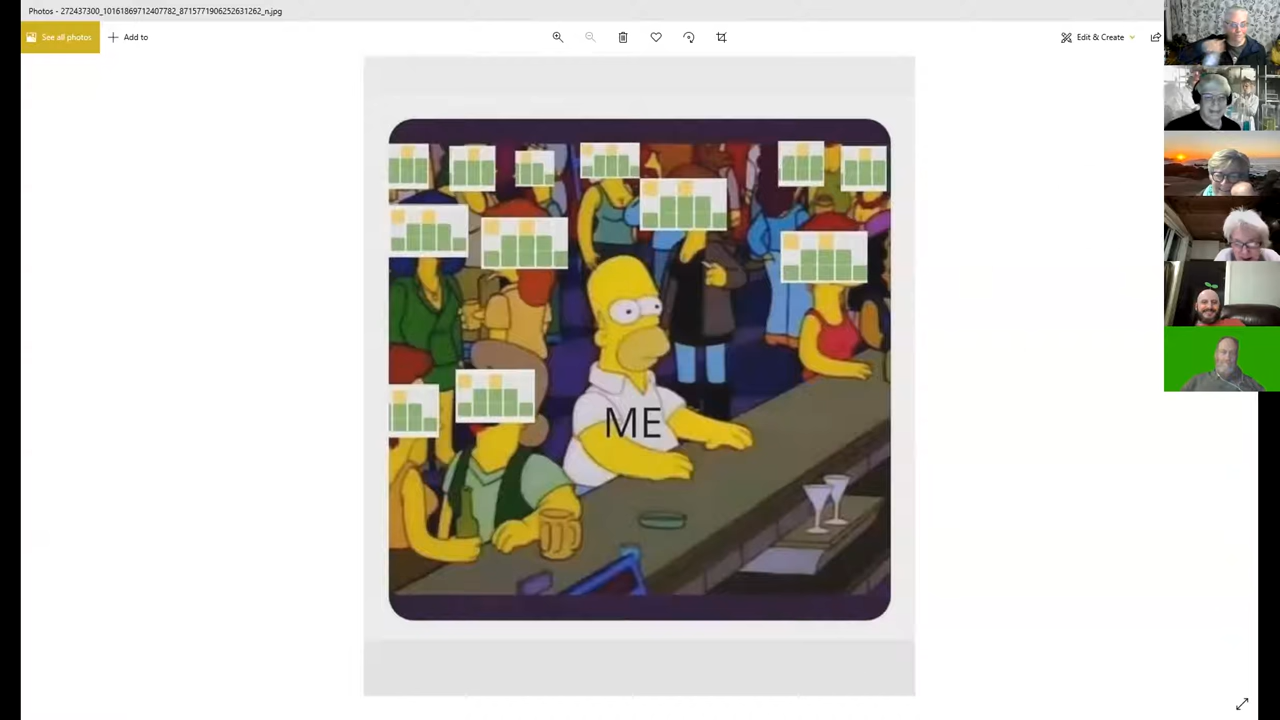 Photos - 272437300_10161869712407782_8715771906252631262_n.jpg
See all photos
Add to
Edit & Create
ME